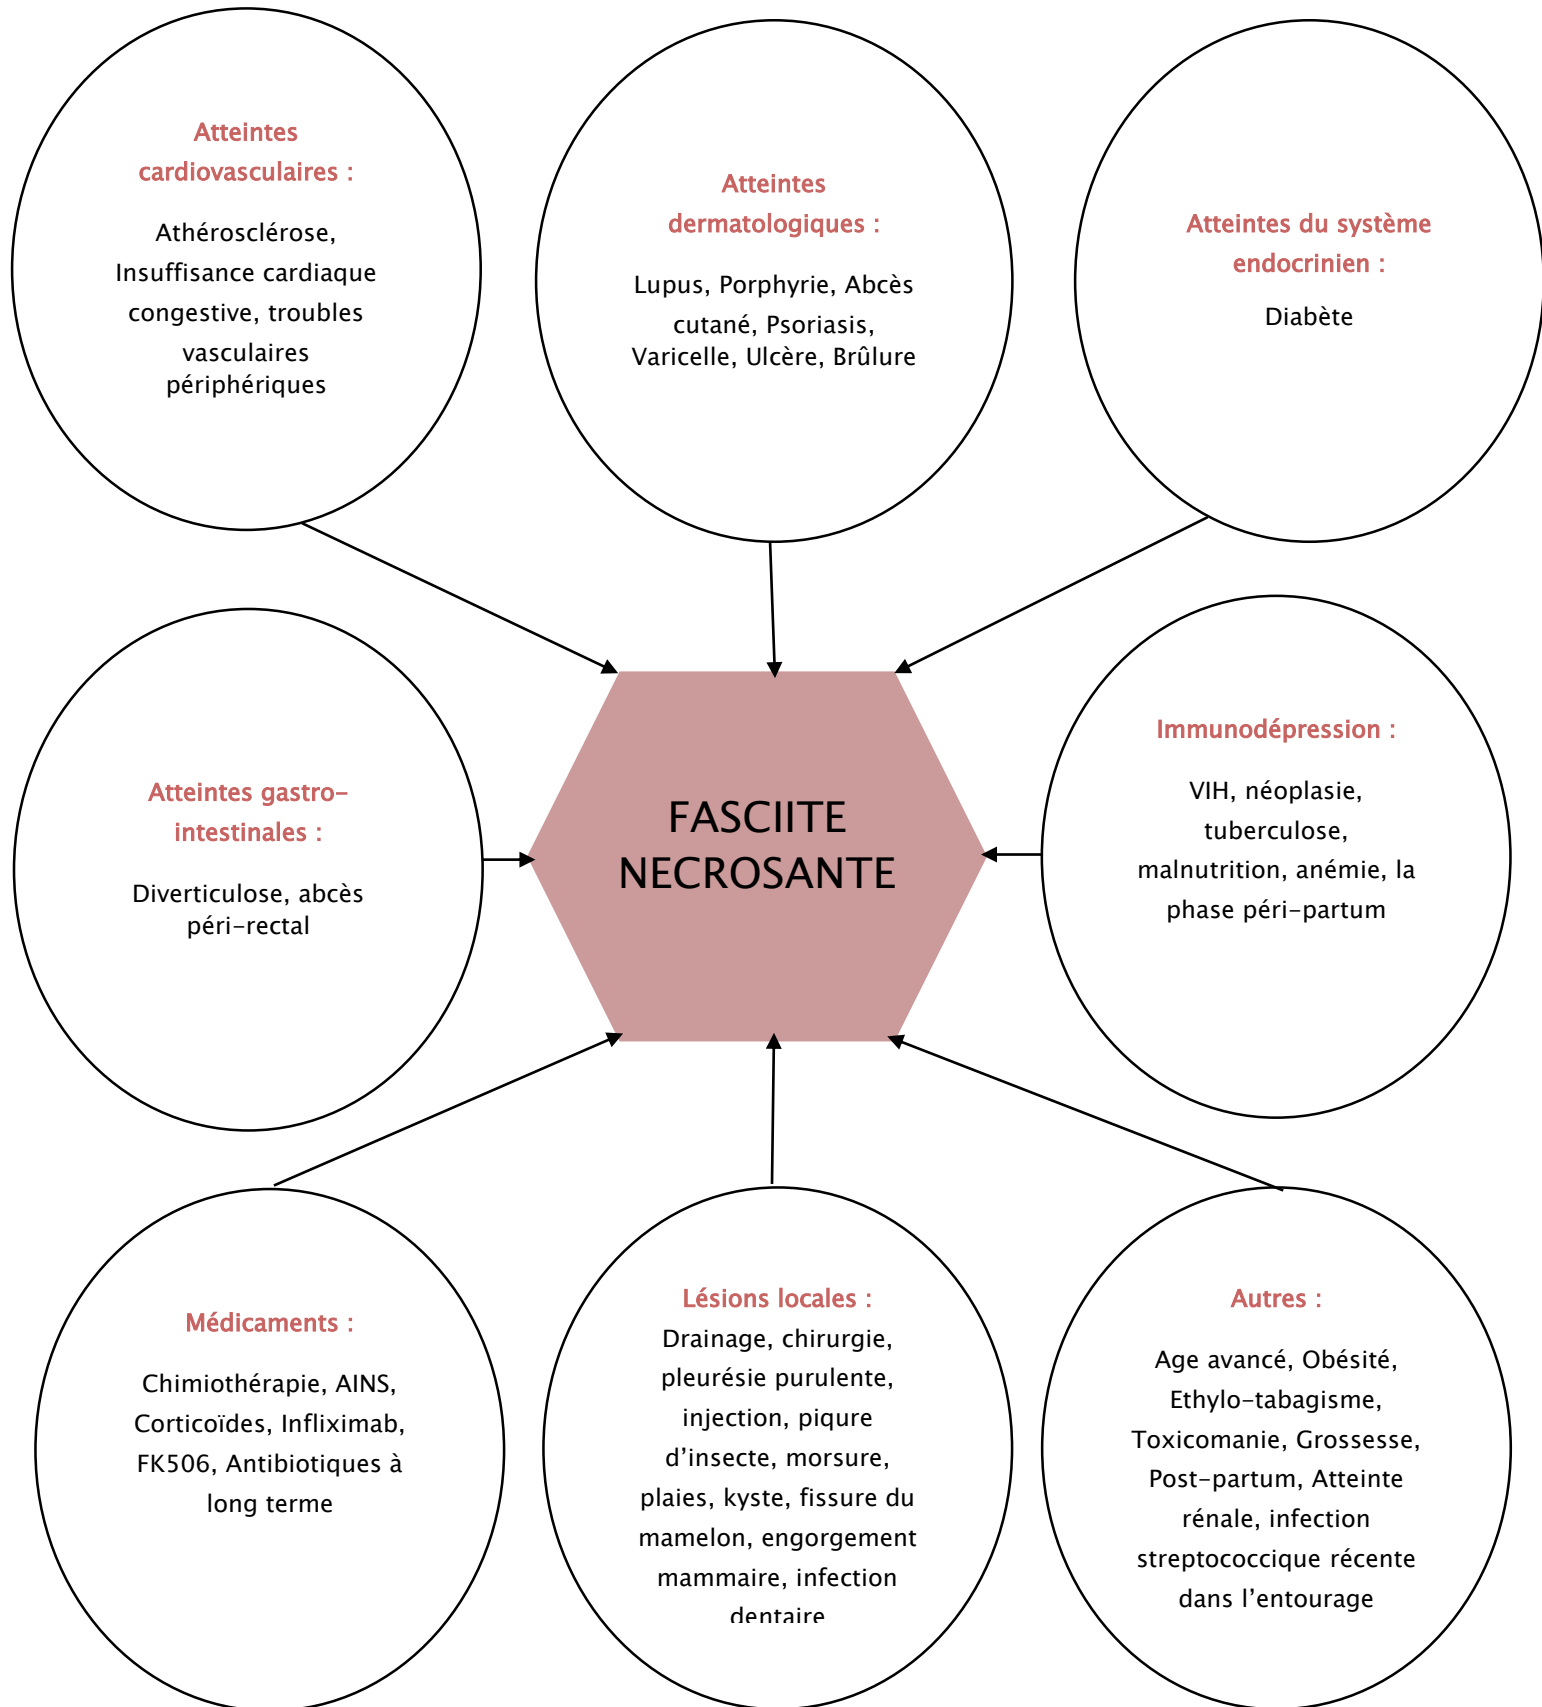 Atteintes
cardiovasculaires :
Athérosclérose,
Insuffisance cardiaque
congestive, troubles
vasculaires
périphériques
Atteintes
dermatologiques :
Lupus, Porphyrie, Abcès
cutané, Psoriasis,
Varicelle, Ulcère, Brûlure
Atteintes du système
endocrinien :
Diabète
Atteintes gastro-
intestinales :
Diverticulose, abcès
péri-rectal
FASCIITE
NECROSANTE
Immunodépression :
VIH, néoplasie,
tuberculose,
malnutrition, anémie, la
phase péri-partum
Médicaments :
Chimiothérapie, AINS,
Corticoïdes, Infliximab,
FK506, Antibiotiques à
long terme
Lésions locales :
Drainage, chirurgie,
pleurésie purulente,
injection, piqure
d'insecte, morsure,
plaies, kyste, fissure du
mamelon, engorgement
mammaire, infection
dentaire
Autres :
Age avancé, Obésité,
Ethylo-tabagisme,
Toxicomanie, Grossesse,
Post-partum, Atteinte
rénale, infection
streptococcique récente
dans l'entourage